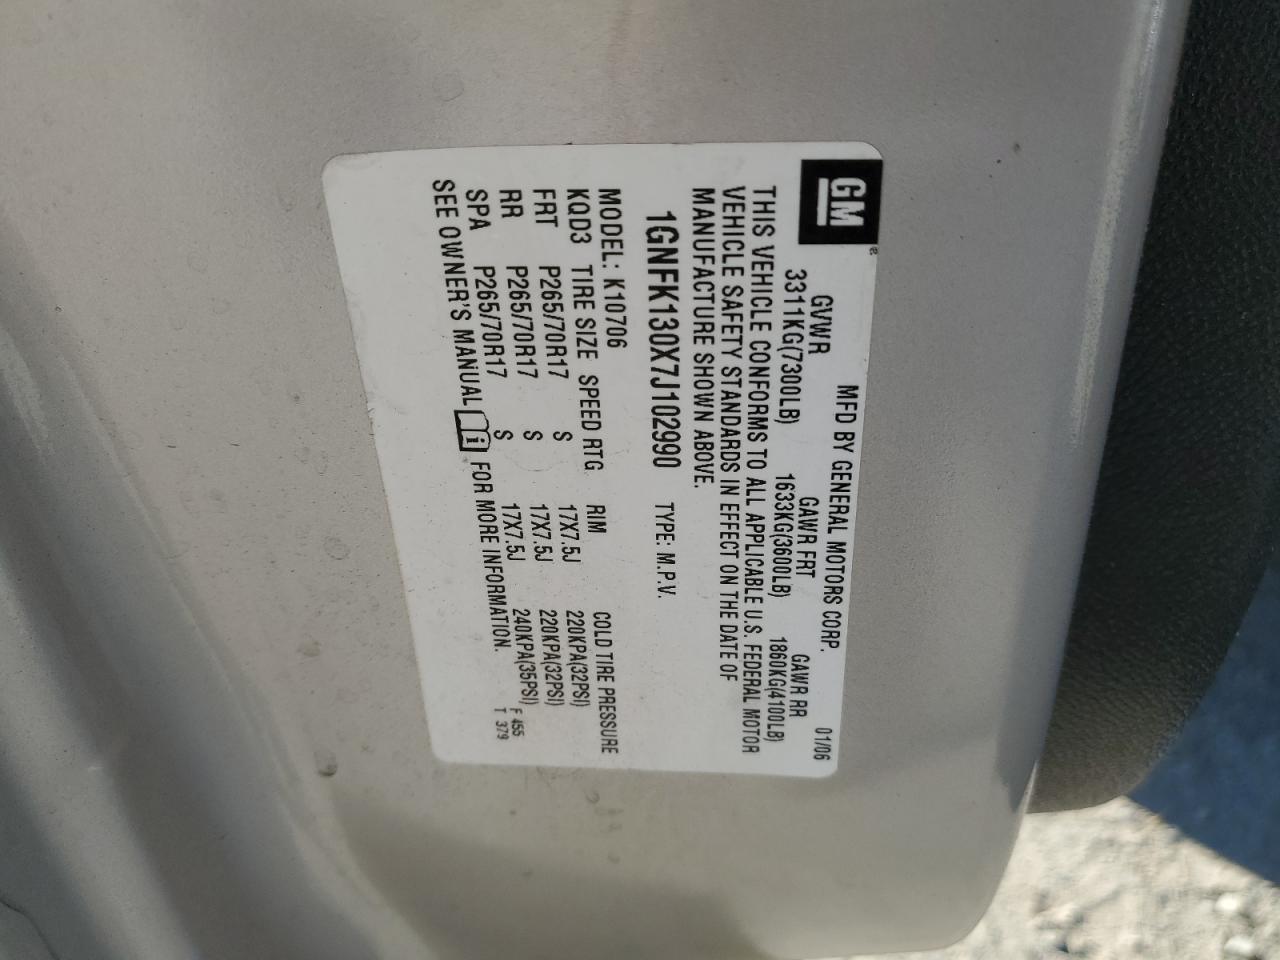 GM
®
MFD BY GENERAL MOTORS CORP. 01/06
GVWR GAWR FRT GAWR RR
3311KG(7300LB) 1633KG(3600LB) 1860KG(4100LB)
THIS VEHICLE CONFORMS TO ALL APPLICABLE U.S. FEDERAL MOTOR
VEHICLE SAFETY STANDARDS IN EFFECT ON THE DATE OF
MANUFACTURE SHOWN ABOVE.
1GNFK130X7J102990 TYPE: M.P.V.
MODEL: K10706
KQD3 TIRE SIZE SPEED RTG RIM COLD TIRE PRESSURE
FRT P265/70R17 S 17X7.5J 220KPA(32PSI)
RR P265/70R17 S 17X7.5J 220KPA(32PSI)
SPA P265/70R17 S 17X7.5J 240KPA(35PSI)
SEE OWNER'S MANUAL i FOR MORE INFORMATION.
F 455
T 379